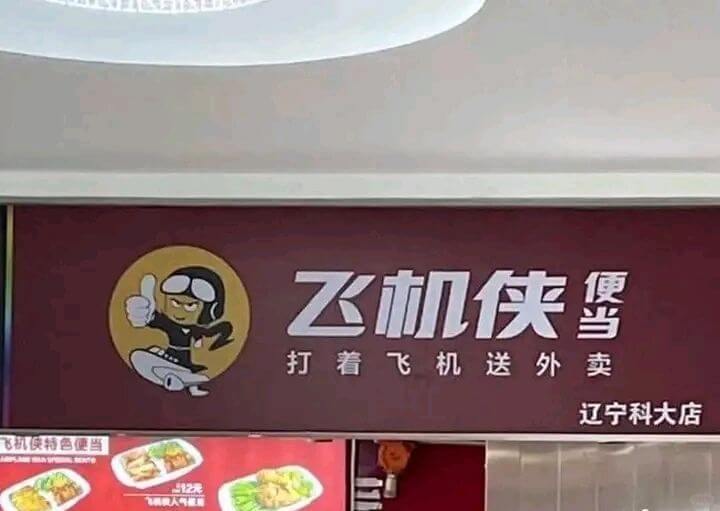 飞机侠便当
打着飞机送外卖
辽宁科大店
飞机侠特色便当
12元